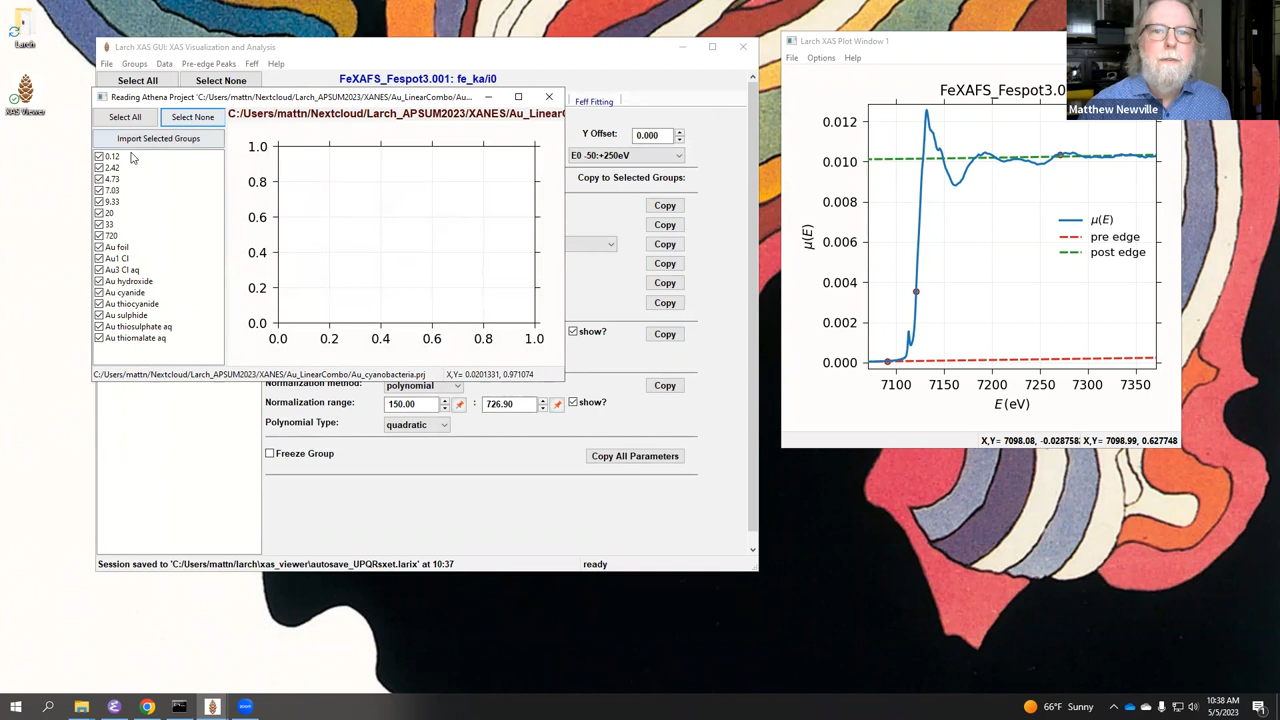 Larch
XAS Viewer
Larch XAS GUI: XAS Visualization and Analysis
File Groups Data Pre-edge Peaks Feff Help
Select All Select None
FeXAFS_Fespot3.001: fe_ka/i0
Reading Athena Project 'C:/Users/mattn/Nextcloud/Larch_APSUM2023/XANES/Au_LinearCombo/Au...
Select All Select None
C:/Users/mattn/Nextcloud/Larch_APSUM2023/XANES/Au_LinearC
Import Selected Groups
0.12
2.42
4.73
7.03
9.33
20
33
720
Au foil
Au1 Cl
Au3 Cl aq
Au hydroxide
Au cyanide
Au thiocyanide
Au sulphide
Au thiosulphate aq
Au thiomalate aq
1.0
0.8
0.6
0.4
0.2
0.0
0.0 0.2 0.4 0.6 0.8 1.0
C:/Users/mattn/Nextcloud/Larch_APSUM2023/XANES/Au_LinearCombo/Au_cyanobacteria.prj
X,Y= 0.0201331, 0.971074
Feff Fitting
Y Offset: 0.000
E0 -50:+250eV
Copy to Selected Groups:
Copy
Copy
Copy
Copy
Copy
Copy
show? Copy
Normalization method: polynomial Copy
Normalization range: 150.00 : 726.90 show?
Polynomial Type: quadratic
Freeze Group Copy All Parameters
Session saved to 'C:/Users/mattn/larch\xas_viewer\autosave_UPQRsxet.larix' at 10:37
ready
Larch XAS Plot Window 1
File Options Help
FeXAFS_Fespot3.0
Matthew Newville
0.012
0.010
0.008
0.006
0.004
0.002
0.000
μ(E)
μ(E)
pre edge
post edge
7100 7150 7200 7250 7300 7350
E (eV)
X,Y= 7098.08, -0.028758 X,Y= 7098.99, 0.627748
66°F Sunny
10:38 AM
5/5/2023